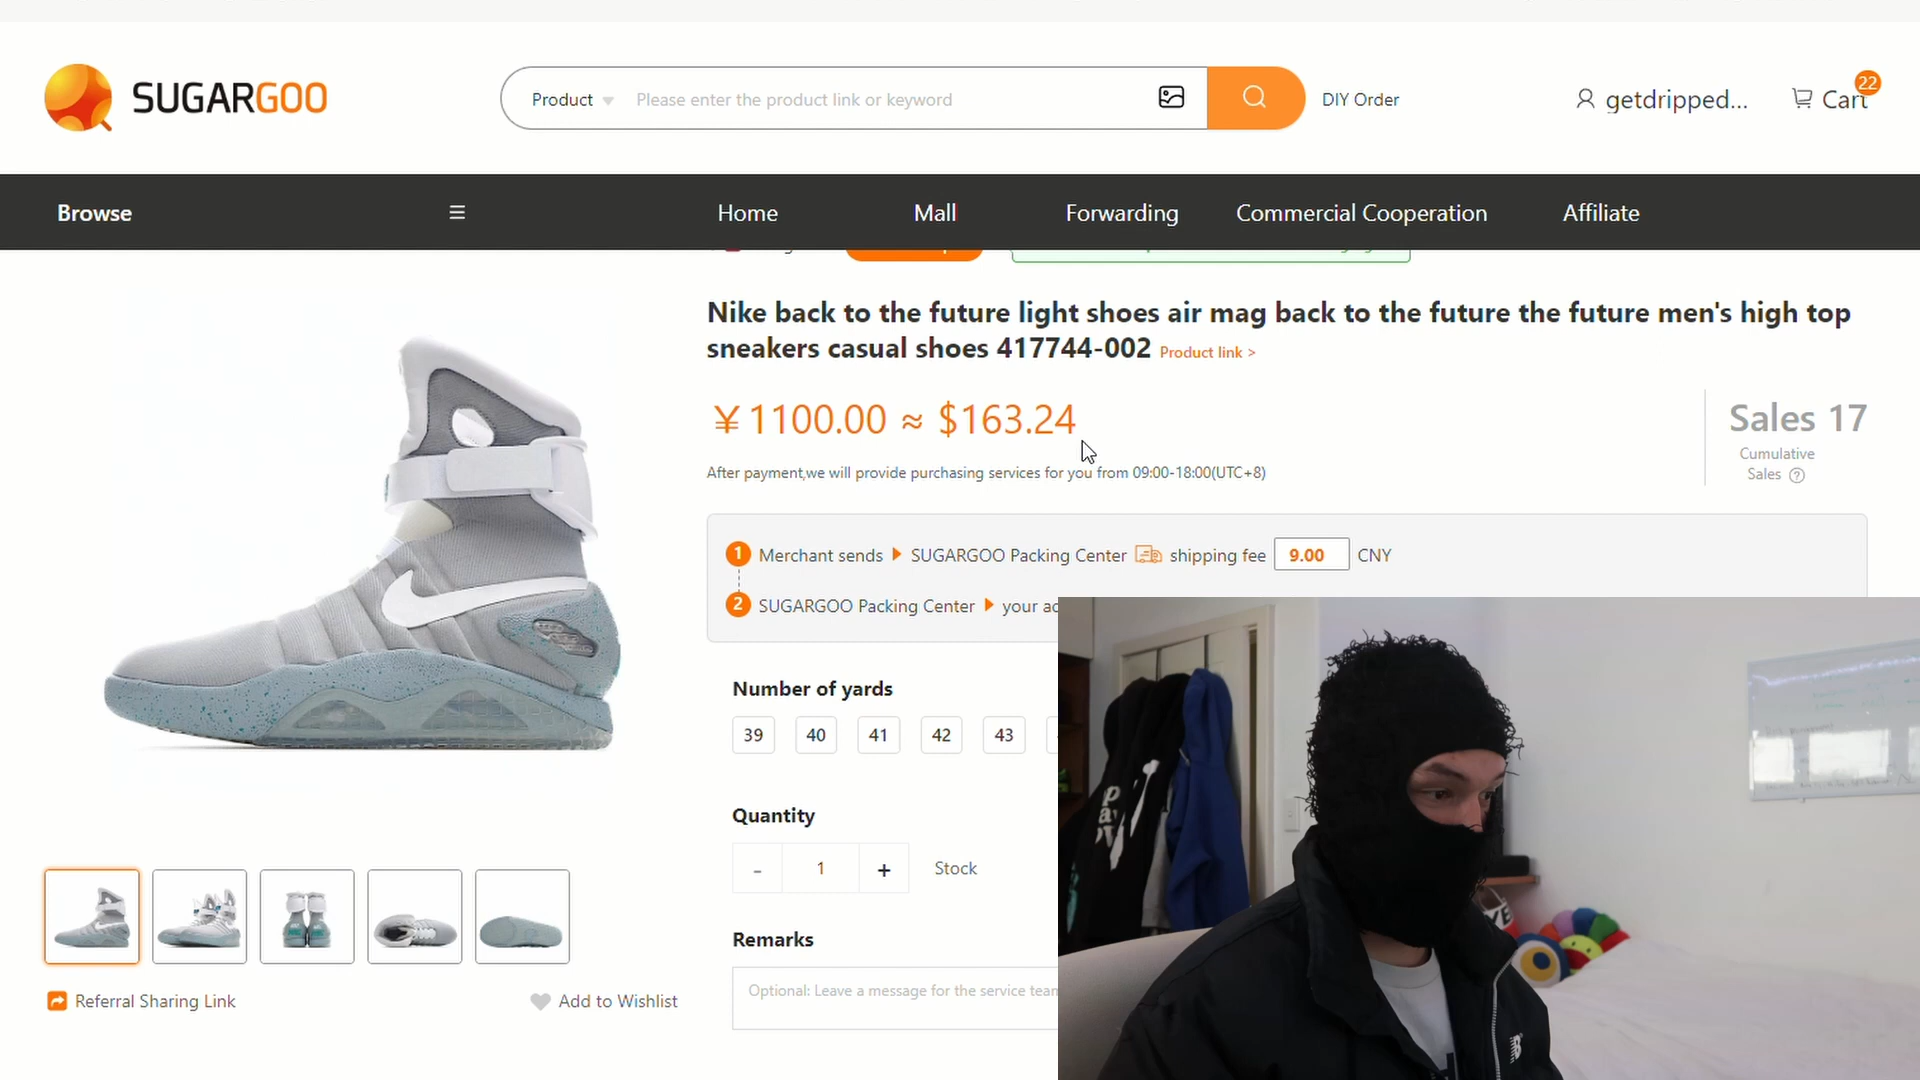 SUGARGOO
Product
Please enter the product link or keyword
DIY Order
getdripped...
Cart
22
Browse
Home
Mall
Forwarding
Commercial Cooperation
Affiliate
Nike back to the future light shoes air mag back to the future the future men's high top
sneakers casual shoes 417744-002 Product link >
¥1100.00 ≈ $163.24
Sales 17
Cumulative
Sales ?
After payment,we will provide purchasing services for you from 09:00-18:00(UTC+8)
1 Merchant sends SUGARGOO Packing Center shipping fee 9.00 CNY
2 SUGARGOO Packing Center your ad
Number of yards
39 40 41 42 43
Quantity
- 1 + Stock
Remarks
Optional: Leave a message for the service team
Referral Sharing Link
Add to Wishlist